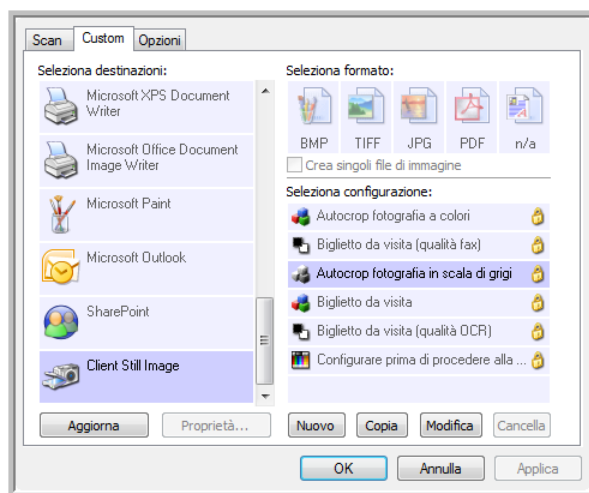 Scan Custom Opzioni
Seleziona destinazioni:
Microsoft XPS Document
Writer
Microsoft Office Document
Image Writer
Microsoft Paint
Microsoft Outlook
SharePoint
Client Still Image
Aggiorna Proprietà...
Seleziona formato:
BMP TIFF JPG PDF n/a
Crea singoli file di immagine
Seleziona configurazione:
Autocrop fotografia a colori
Biglietto da visita (qualità fax)
Autocrop fotografia in scala di grigi
Biglietto da visita
Biglietto da visita (qualità OCR)
Configurare prima di procedere alla ...
Nuovo Copia Modifica Cancella
OK Annulla Applica